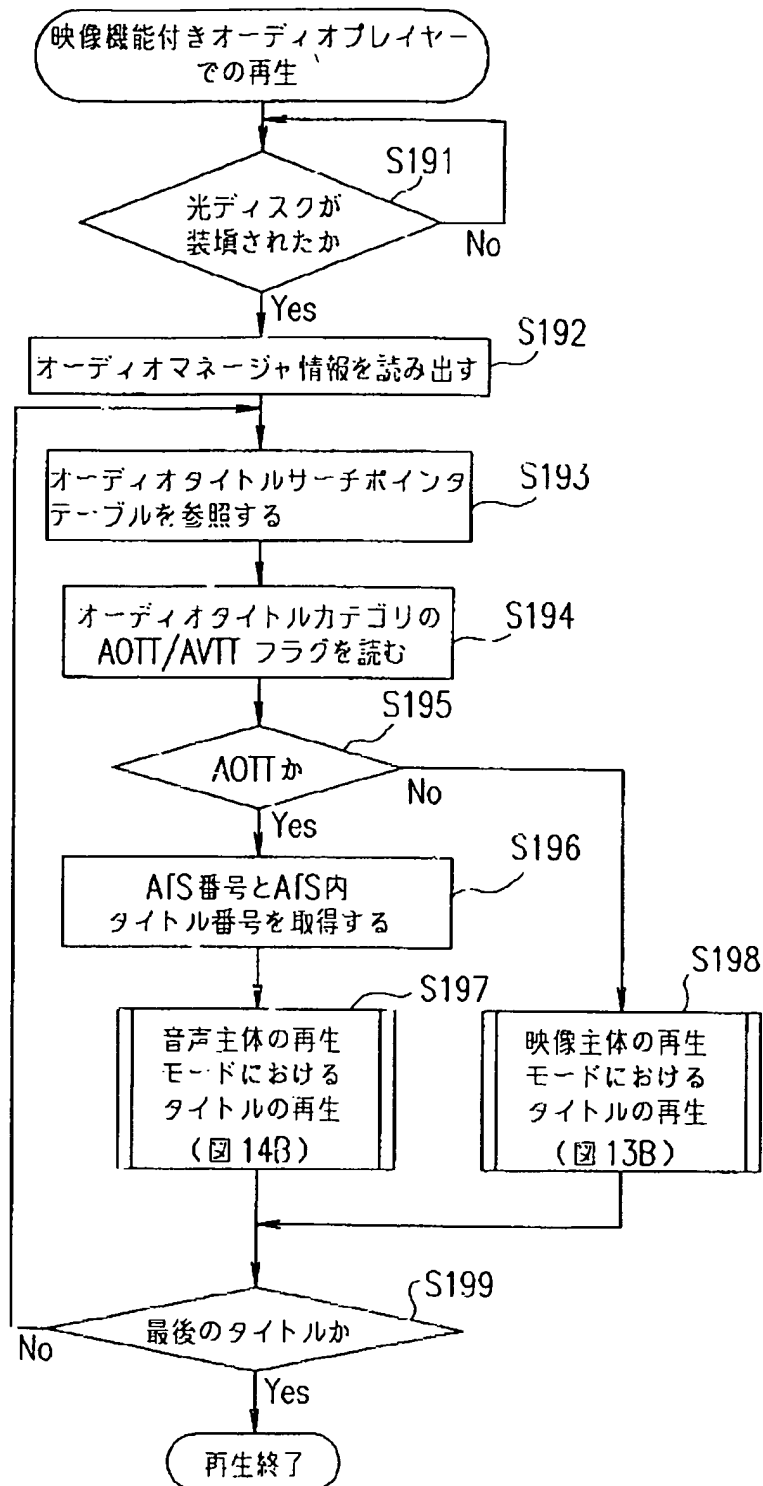 映像機能付きオーディオプレイヤー
での再生
S191
光ディスクが
装填されたか
No
Yes
S192
オーディオマネージャ情報を読み出す
S193
オーディオタイトルサーチポインタ
テーブルを参照する
S194
オーディオタイトルカテゴリの
AOTT/AVTT フラグを読む
S195
AOTTか
No
Yes
S196
ATS番号とATS内
タイトル番号を取得する
S197
音声主体の再生
モードにおける
タイトルの再生
(図14B)
S198
映像主体の再生
モードにおける
タイトルの再生
(図13B)
S199
最後のタイトルか
No
Yes
再生終了